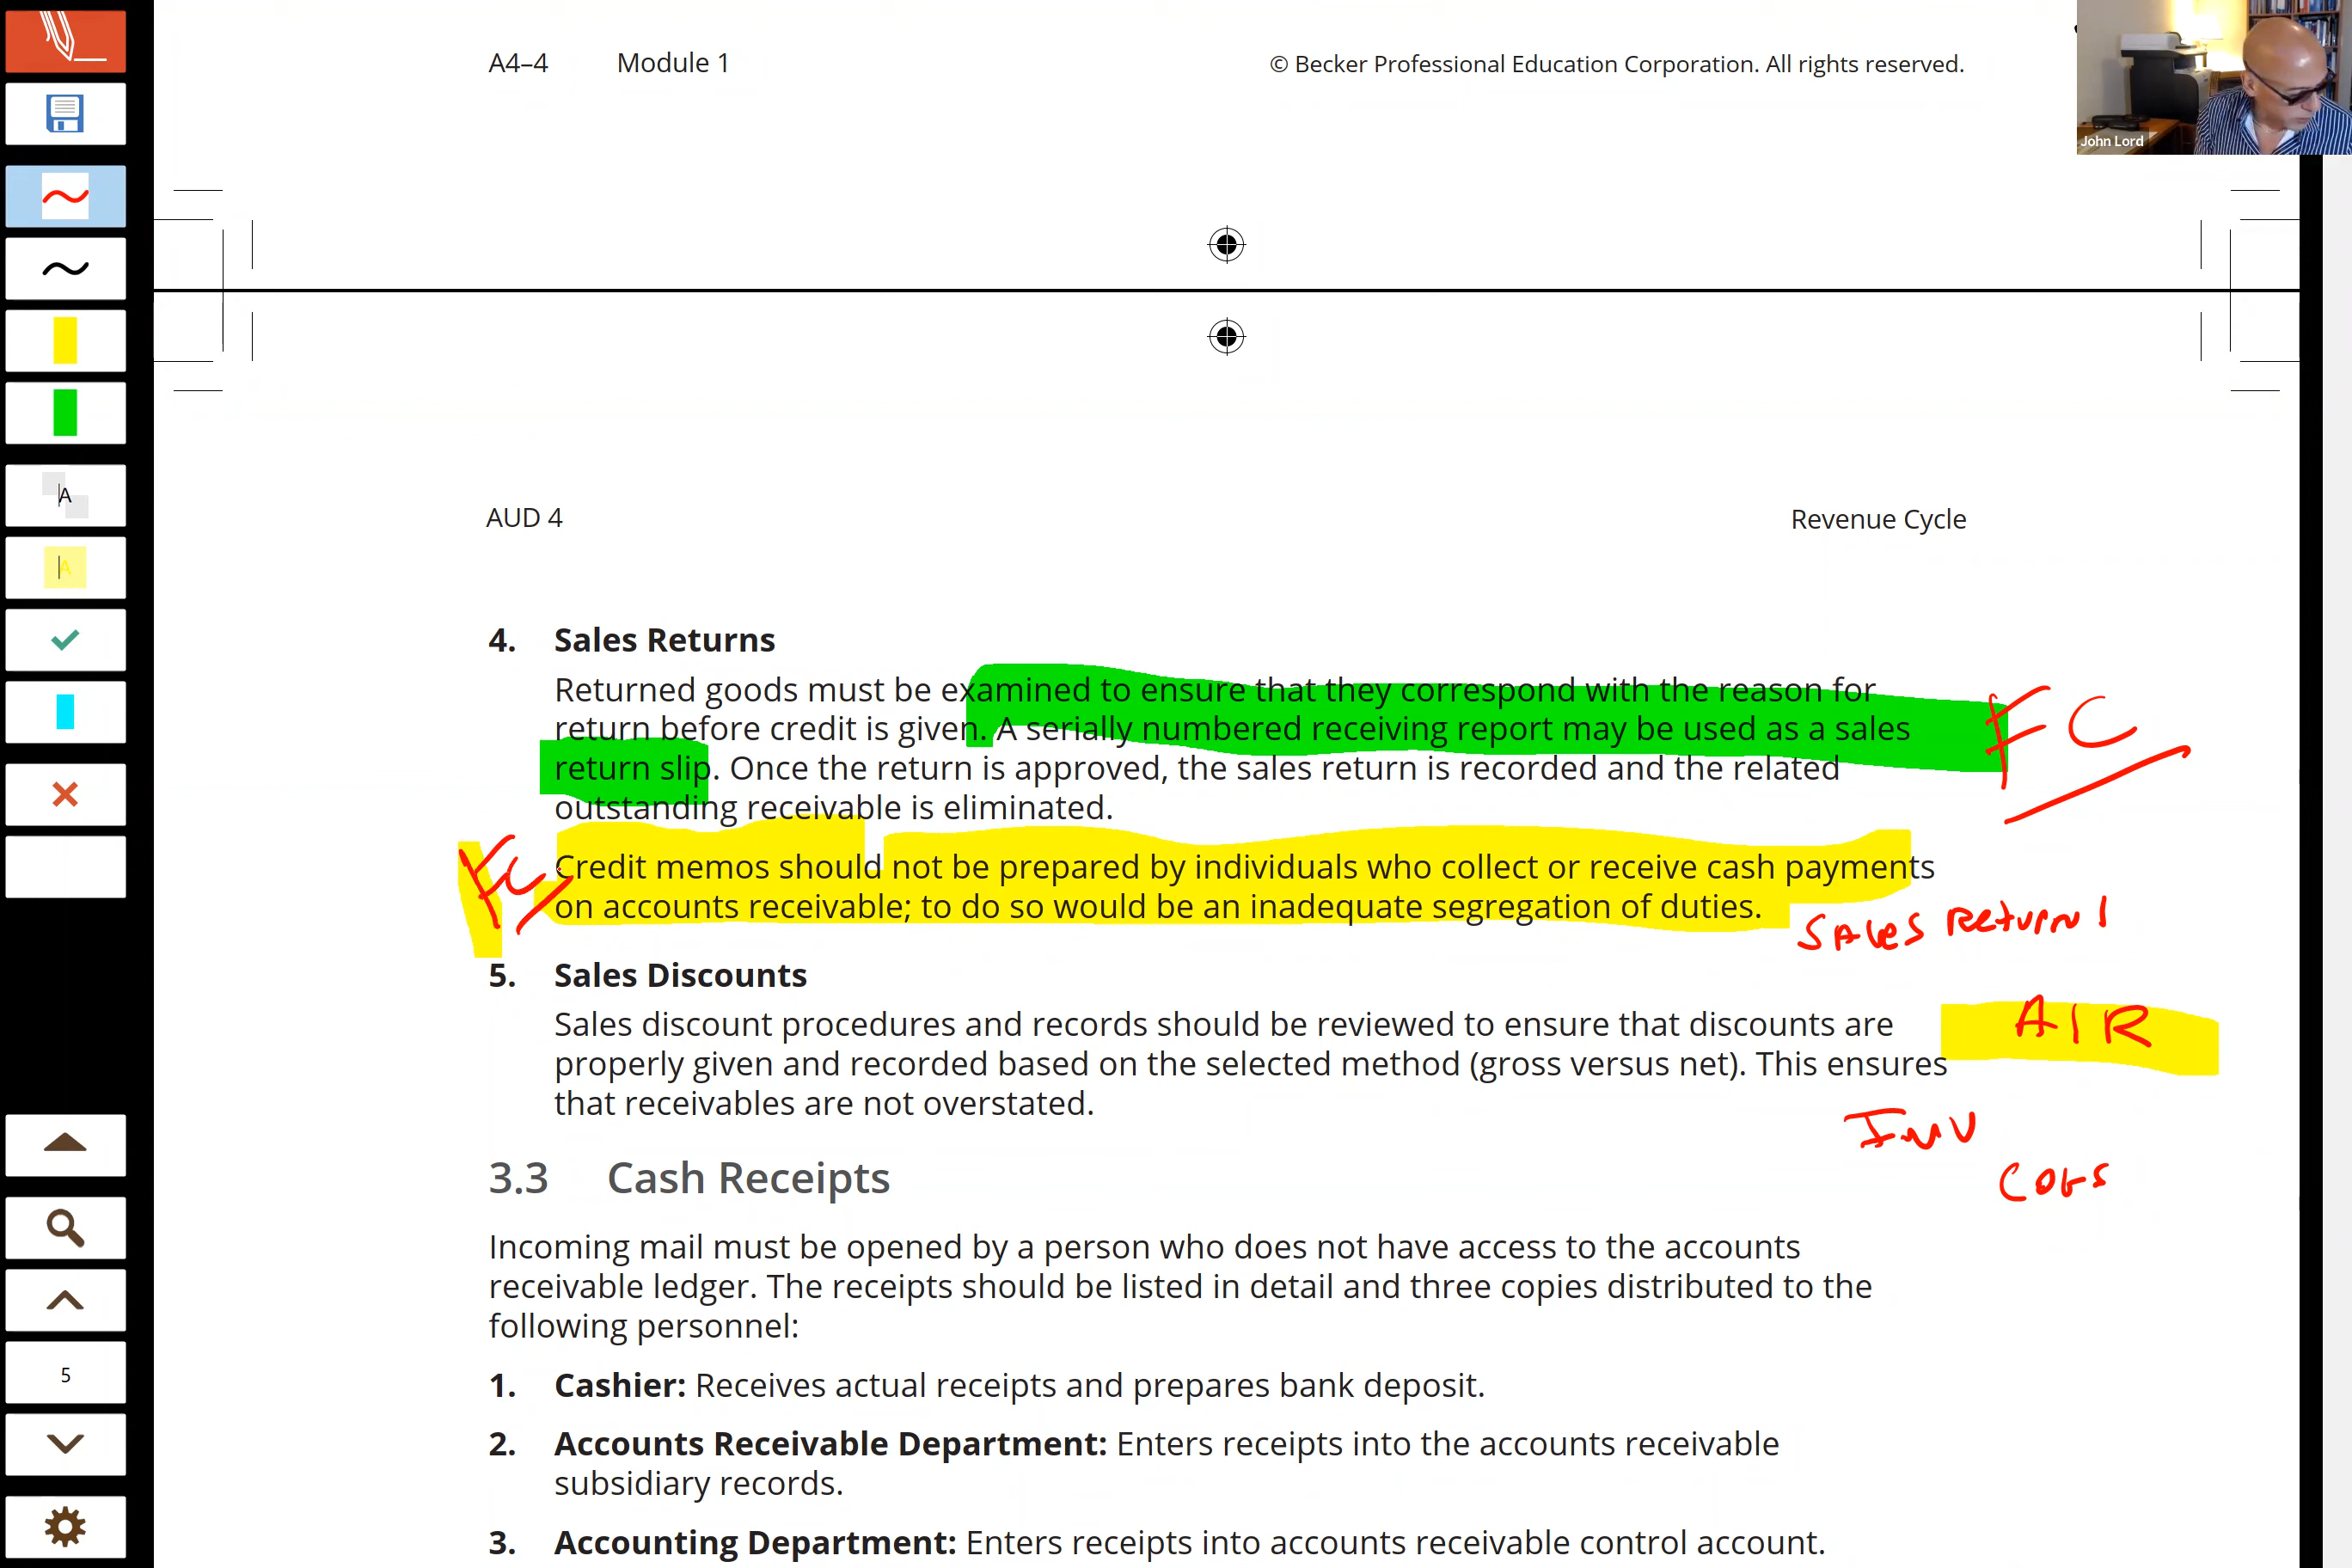 A4–4 Module 1 © Becker Professional Education Corporation. All rights reserved.
John Lord
AUD 4 Revenue Cycle
4. Sales Returns
Returned goods must be examined to ensure that they correspond with the reason for
return before credit is given. A serially numbered receiving report may be used as a sales
return slip. Once the return is approved, the sales return is recorded and the related
outstanding receivable is eliminated.
FC
FC
Credit memos should not be prepared by individuals who collect or receive cash payments
on accounts receivable; to do so would be an inadequate segregation of duties.
Sales Return
5. Sales Discounts
Sales discount procedures and records should be reviewed to ensure that discounts are
properly given and recorded based on the selected method (gross versus net). This ensures
that receivables are not overstated.
A/R
Inv
COGS
3.3 Cash Receipts
Incoming mail must be opened by a person who does not have access to the accounts
receivable ledger. The receipts should be listed in detail and three copies distributed to the
following personnel:
1. Cashier: Receives actual receipts and prepares bank deposit.
2. Accounts Receivable Department: Enters receipts into the accounts receivable
subsidiary records.
3. Accounting Department: Enters receipts into accounts receivable control account.
A
A
5